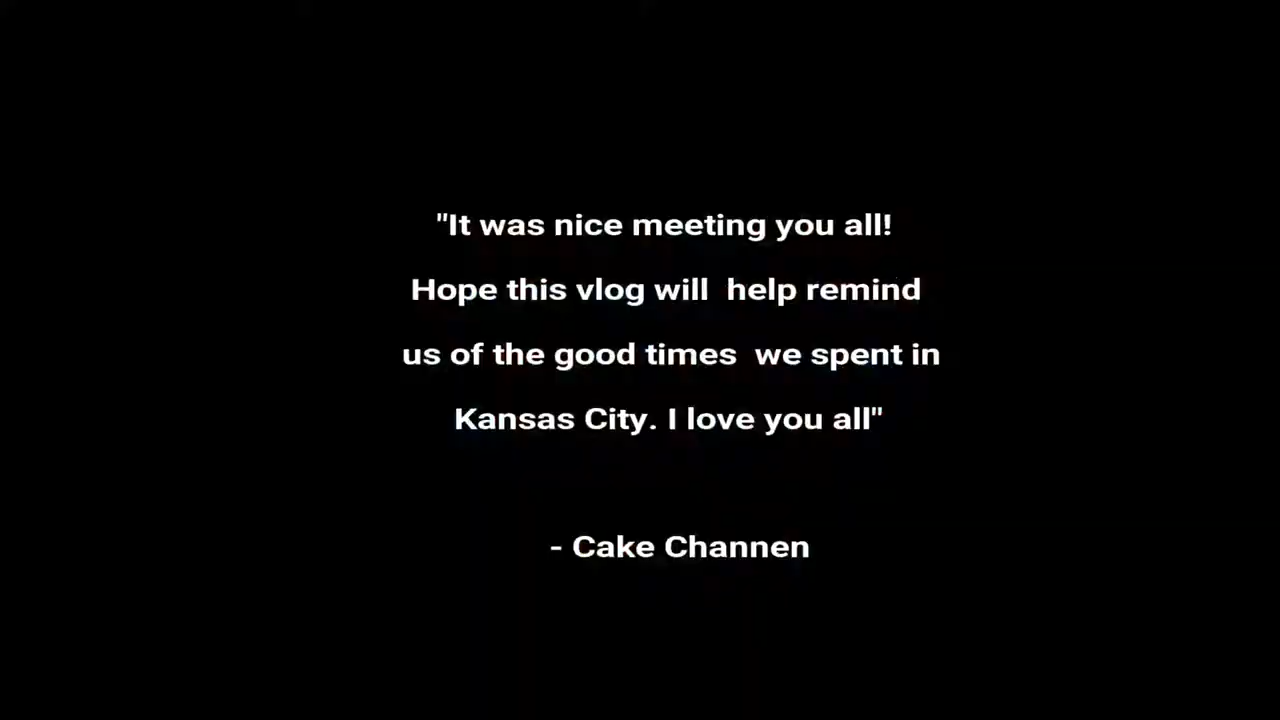 "It was nice meeting you all!
Hope this vlog will  help remind
us of the good times  we spent in
Kansas City. I love you all"
- Cake Channen